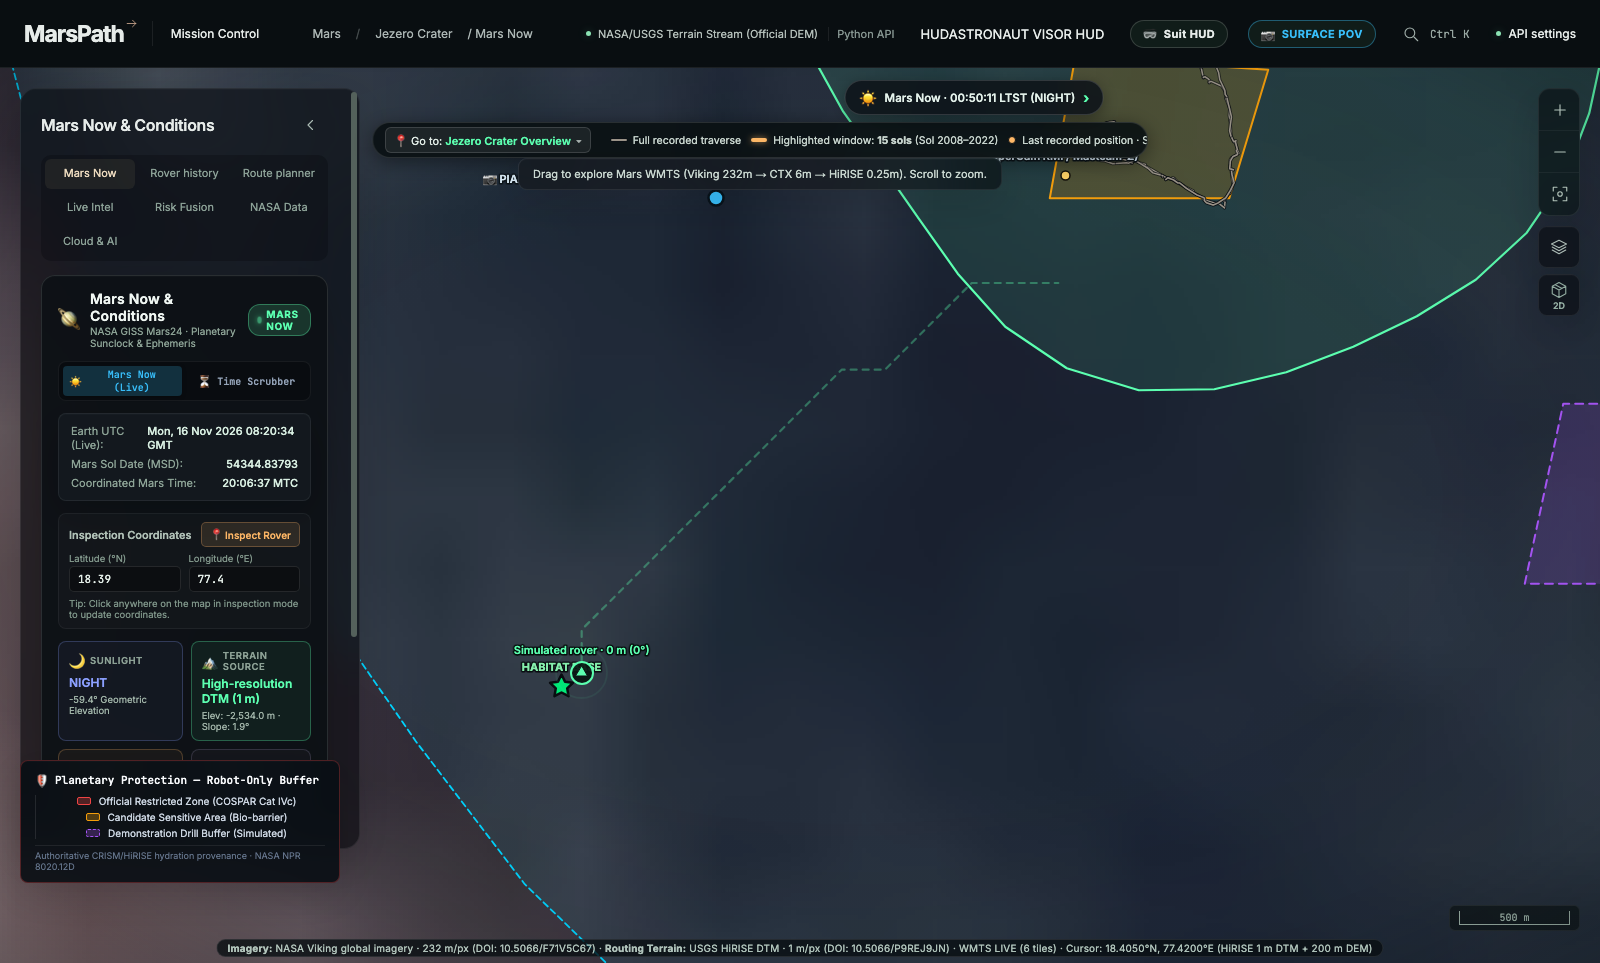 MarsPath
Mission Control
Mars / Jezero Crater / Mars Now
NASA/USGS Terrain Stream (Official DEM)
Python API
HUDASTRONAUT VISOR HUD
Suit HUD
SURFACE POV
Ctrl K
API settings
Mars Now · 00:50:11 LTST (NIGHT) ›
Go to: Jezero Crater Overview
Full recorded traverse
Highlighted window: 15 sols (Sol 2008–2022)
Last recorded position ·
Drag to explore Mars WMTS (Viking 232m → CTX 6m → HiRISE 0.25m). Scroll to zoom.
Mars Now & Conditions
Mars Now
Rover history
Route planner
Live Intel
Risk Fusion
NASA Data
Cloud & AI
Mars Now &
Conditions
NASA GISS Mars24 · Planetary
Sunclock & Ephemeris
MARS
NOW
Mars Now
(Live)
Time Scrubber
Earth UTC
(Live):
Mon, 16 Nov 2026 08:20:34
GMT
Mars Sol Date (MSD): 54344.83793
Coordinated Mars Time: 20:06:37 MTC
Inspection Coordinates
Inspect Rover
Latitude (°N)
Longitude (°E)
18.39
77.4
Tip: Click anywhere on the map in inspection mode
to update coordinates.
SUNLIGHT
NIGHT
-59.4° Geometric
Elevation
TERRAIN
SOURCE
High-resolution
DTM (1 m)
Elev: -2,534.0 m ·
Slope: 1.9°
Planetary Protection — Robot-Only Buffer
Official Restricted Zone (COSPAR Cat IVc)
Candidate Sensitive Area (Bio-barrier)
Demonstration Drill Buffer (Simulated)
Authoritative CRISM/HiRISE hydration provenance · NASA NPR
8020.12D
Simulated rover · 0 m (0°)
HABITAT
2D
500 m
Imagery: NASA Viking global imagery · 232 m/px (DOI: 10.5066/F71V5C67) · Routing Terrain: USGS HiRISE DTM · 1 m/px (DOI: 10.5066/P9REJ9JN) · WMTS LIVE (6 tiles) · Cursor: 18.4050°N, 77.4200°E (HiRISE 1 m DTM + 200 m DEM)